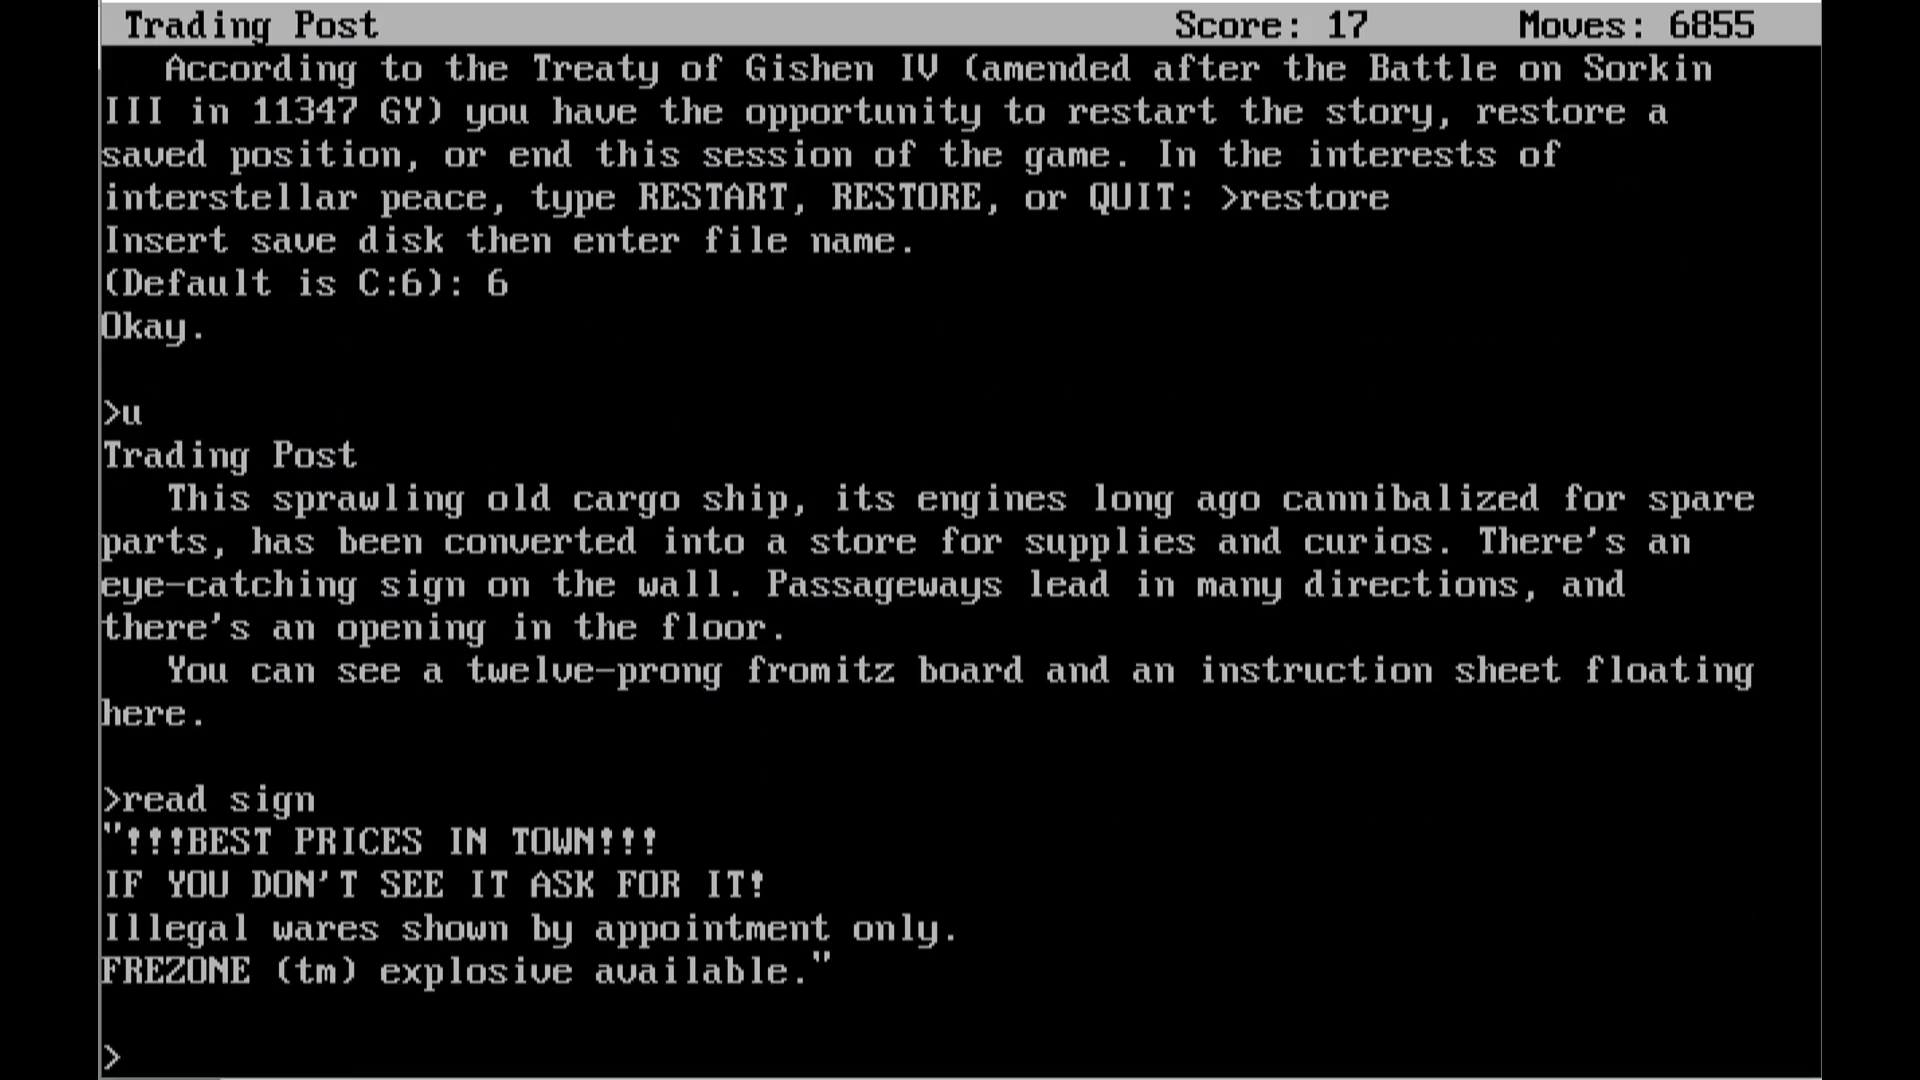 Trading Post Score: 17 Moves: 6855
According to the Treaty of Gishen IV (amended after the Battle on Sorkin
III in 11347 GY) you have the opportunity to restart the story, restore a
saved position, or end this session of the game. In the interests of
interstellar peace, type RESTART, RESTORE, or QUIT: >restore
Insert save disk then enter file name.
(Default is C:6): 6
Okay.
>u
Trading Post
This sprawling old cargo ship, its engines long ago cannibalized for spare
parts, has been converted into a store for supplies and curios. There's an
eye-catching sign on the wall. Passageways lead in many directions, and
there's an opening in the floor.
You can see a twelve-prong fromitz board and an instruction sheet floating
here.
>read sign
"!!!BEST PRICES IN TOWN!!!
IF YOU DON'T SEE IT ASK FOR IT!
Illegal wares shown by appointment only.
FREZONE (tm) explosive available."
>